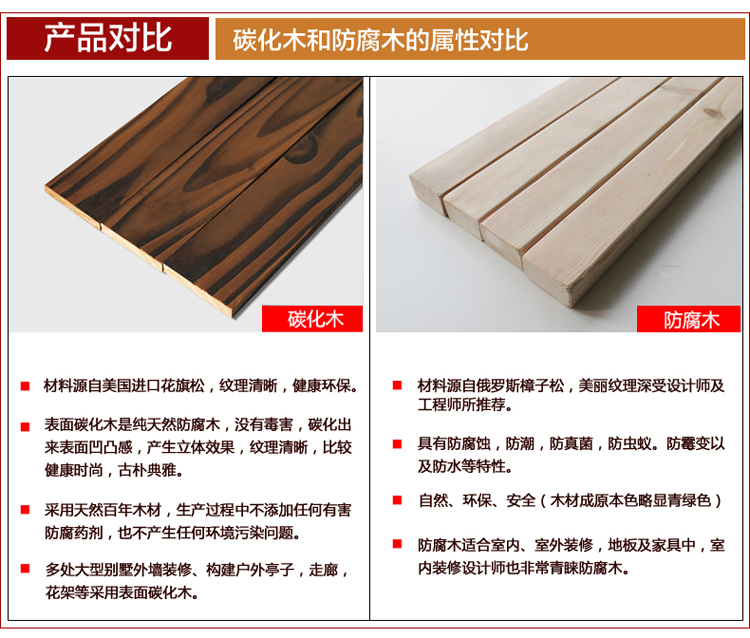 产品对比
碳化木和防腐木的属性对比
碳化木
材料源自美国进口花旗松，纹理清晰，健康环保。
表面碳化木是纯天然防腐木，没有毒害，碳化出
来表面凹凸感，产生立体效果，纹理清晰，比较
健康时尚，古朴典雅。
采用天然百年木材，生产过程中不添加任何有害
防腐药剂，也不产生任何环境污染问题。
多处大型别墅外墙装修、构建户外亭子，走廊，
花架等采用表面碳化木。
防腐木
材料源自俄罗斯樟子松，美丽纹理深受设计师及
工程师所推荐。
具有防腐蚀，防潮，防真菌，防虫蚁。防霉变以
及防水等特性。
自然、环保、安全（木材成原本色略显青绿色）
防腐木适合室内、室外装修，地板及家具中，室
内装修设计师也非常青睐防腐木。